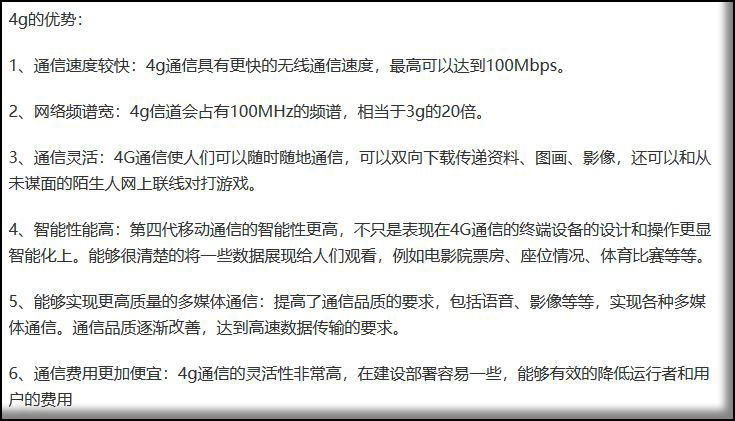 4g的优势：
1、通信速度较快：4g通信具有更快的无线通信速度，最高可以达到100Mbps。
2、网络频谱宽：4g信道会占有100MHz的频谱，相当于3g的20倍。
3、通信灵活：4G通信使人们可以随时随地通信，可以双向下载传递资料、图画、影像，还可以和从
未谋面的陌生人网上联线对打游戏。
4、智能性能高：第四代移动通信的智能性更高，不只是表现在4G通信的终端设备的设计和操作更显
智能化上。能够很清楚的将一些数据展现给人们观看，例如电影院票房、座位情况、体育比赛等等。
5、能够实现更高质量的多媒体通信：提高了通信品质的要求，包括语音、影像等等，实现各种多媒
体通信。通信品质逐渐改善，达到高速数据传输的要求。
6、通信费用更加便宜：4g通信的灵活性非常高，在建设部署容易一些，能够有效的降低运行者和用
户的费用